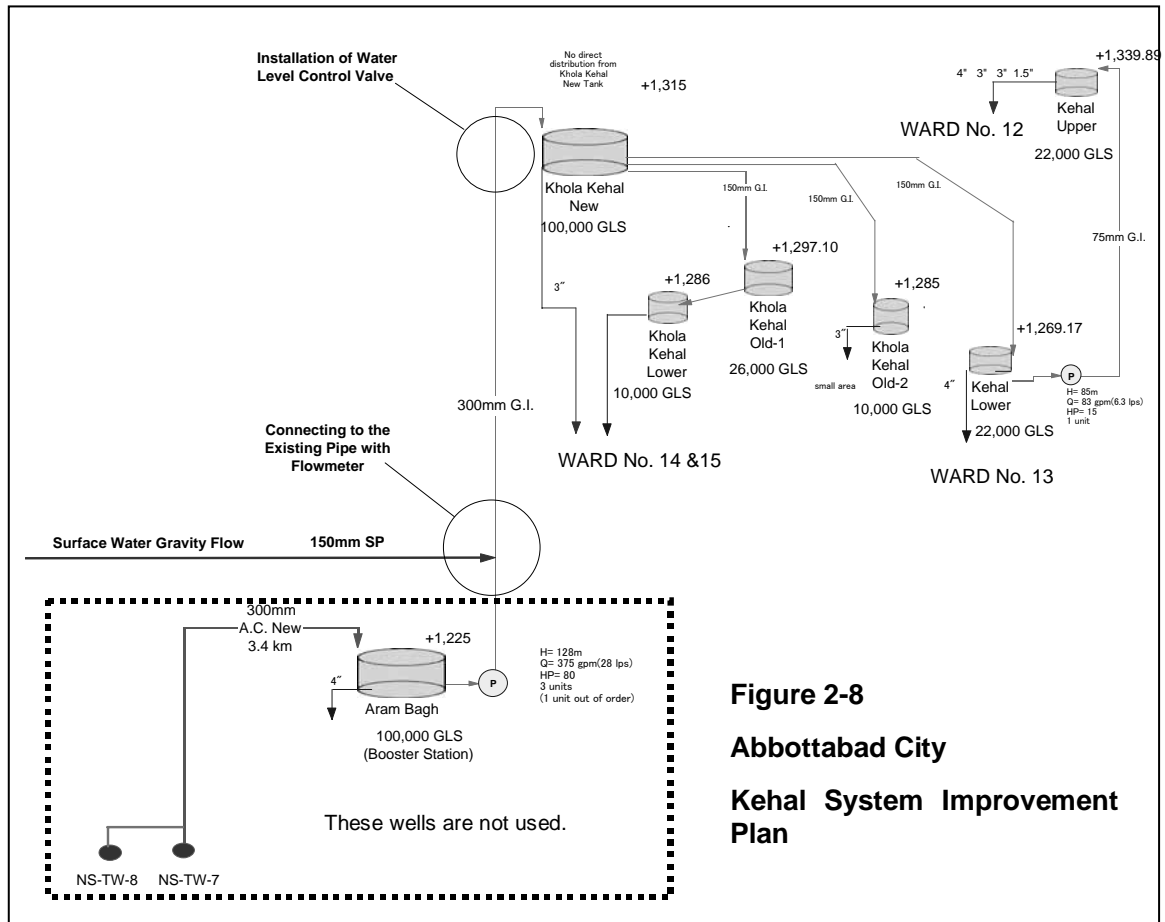 Installation of Water
Level Control Valve
No direct
distribution from
Khola Kehal
New Tank
+1,315
+1,339.89
4" 3" 3" 1.5"
Kehal
Upper
22,000 GLS
WARD No. 12
Khola Kehal
New
100,000 GLS
150mm G.I.
150mm G.I.
150mm G.I.
75mm G.I.
+1,297.10
+1,286
+1,285
+1,269.17
3"
Khola
Kehal
Lower
10,000 GLS
Khola
Kehal
Old-1
26,000 GLS
3"
small area
Khola
Kehal
Old-2
10,000 GLS
4"
Kehal
Lower
22,000 GLS
P
H= 85m
Q= 83 gpm(6.3 lps)
HP= 15
1 unit
300mm G.I.
WARD No. 14 &15
WARD No. 13
Connecting to the
Existing Pipe with
Flowmeter
Surface Water Gravity Flow 150mm SP
300mm
A.C. New
3.4 km
+1,225
4"
P
H= 128m
Q= 375 gpm(28 lps)
HP= 80
3 units
(1 unit out of order)
Aram Bagh
100,000 GLS
(Booster Station)
These wells are not used.
NS-TW-8 NS-TW-7
Figure 2-8
Abbottabad City
Kehal System Improvement
Plan